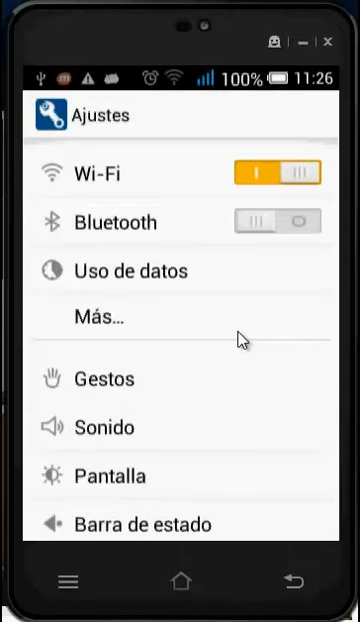 100% 11:26
Ajustes
Wi-Fi
Bluetooth
Uso de datos
Más...
Gestos
Sonido
Pantalla
Barra de estado